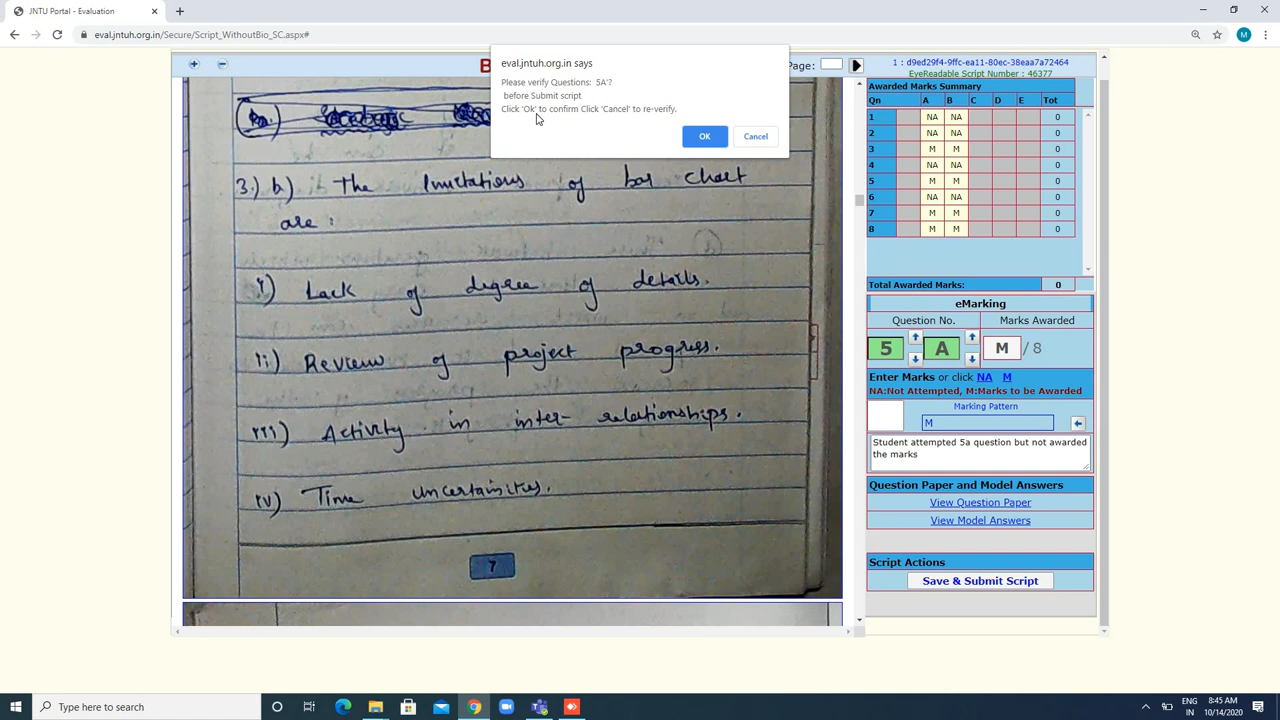 JNTU Portal - Evaluation
eval.jntuh.org.in/Secure/Script_WithoutBio_SC.aspx#
M
eval.jntuh.org.in says
Please verify Questions: 5A'?
before Submit script
Click 'Ok' to confirm Click 'Cancel' to re-verify.
OK
Cancel
Page:
3.) b.) The limitations of bar chart
are :
i) Lack of degree of details.
ii) Review of project progress.
iii) Activity in inter-relationships.
iv) Time uncertainities.
7
1 : d9ed29f4-9ffc-ea11-80ec-38eaa7a72464
EyeReadable Script Number : 46377
Awarded Marks Summary
Qn A B C D E Tot
1 NA NA 0
2 NA NA 0
3 M M 0
4 NA NA 0
5 M M 0
6 NA NA 0
7 M M 0
8 M M 0
Total Awarded Marks: 0
eMarking
Question No. Marks Awarded
5 A M / 8
Enter Marks or click NA M
NA:Not Attempted, M:Marks to be Awarded
Marking Pattern
M
Student attempted 5a question but not awarded
the marks
Question Paper and Model Answers
View Question Paper
View Model Answers
Script Actions
Save & Submit Script
Type here to search
ENG
IN
8:45 AM
10/14/2020